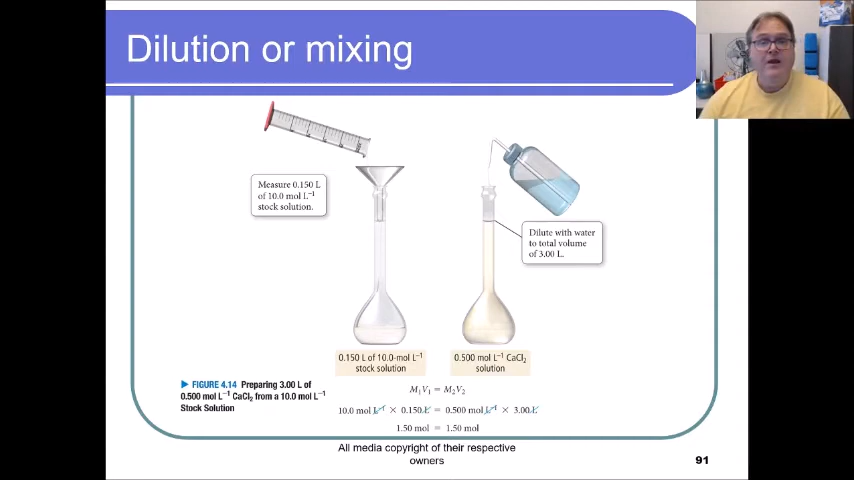 Dilution or mixing
Measure 0.150 L
of 10.0 mol L⁻¹
stock solution.
Dilute with water
to total volume
of 3.00 L.
0.150 L of 10.0-mol L⁻¹
stock solution
0.500 mol L⁻¹ CaCl₂
solution
▶ FIGURE 4.14 Preparing 3.00 L of
0.500 mol L⁻¹ CaCl₂ from a 10.0 mol L⁻¹
Stock Solution
M₁V₁ = M₂V₂
10.0 mol L⁻¹ × 0.150 L = 0.500 mol L⁻¹ × 3.00 L
1.50 mol = 1.50 mol
All media copyright of their respective
owners
91